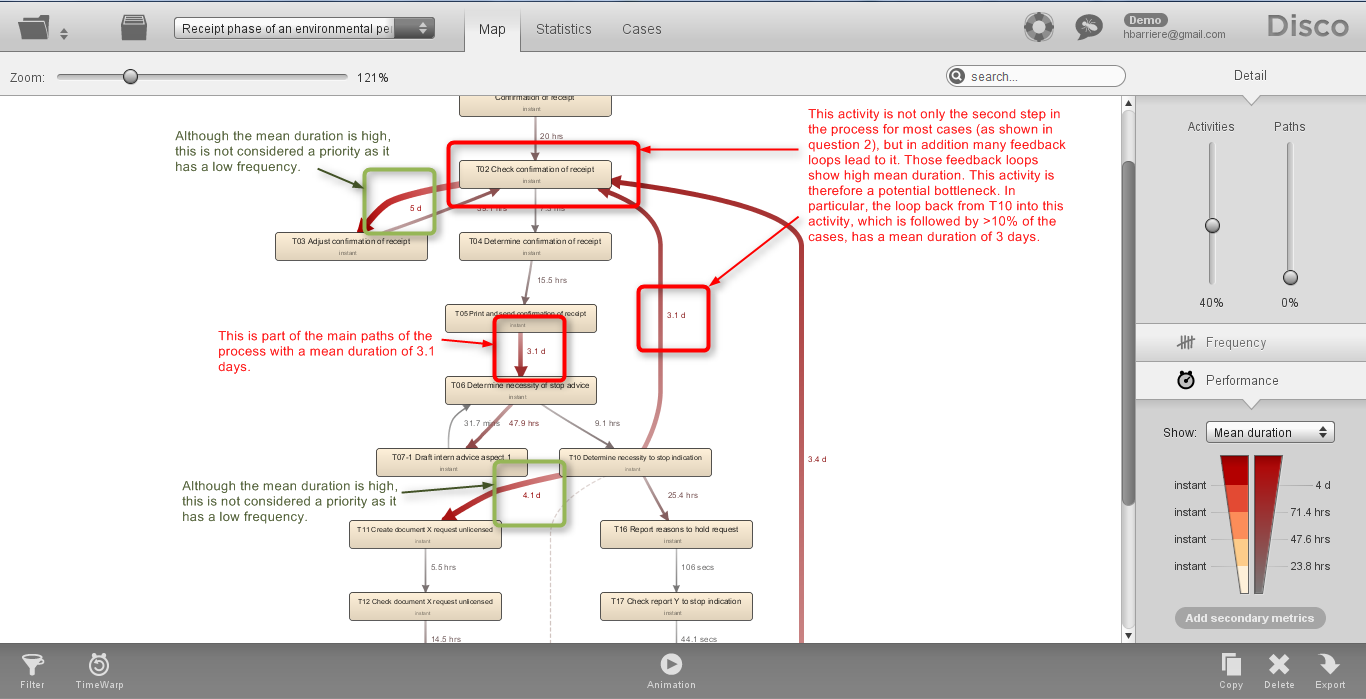 Receipt phase of an environmental pe
Map
Statistics
Cases
Demo
hbarriere@gmail.com
Disco
Zoom:
121%
search...
Detail
Confirmation of receipt
instant
20 hrs
This activity is not only the second step in
the process for most cases (as shown in
question 2), but in addition many feedback
loops lead to it. Those feedback loops
show high mean duration. This activity is
therefore a potential bottleneck. In
particular, the loop back from T10 into this
activity, which is followed by >10% of the
cases, has a mean duration of 3 days.
Although the mean duration is high,
this is not considered a priority as it
has a low frequency.
T02 Check confirmation of receipt
instant
5 d
T03 Adjust confirmation of receipt
instant
T04 Determine confirmation of receipt
instant
15.5 hrs
T05 Print and send confirmation of receipt
instant
3.1 d
3.1 d
This is part of the main paths of the
process with a mean duration of 3.1
days.
T06 Determine necessity of stop advice
instant
31.7 mins
47.9 hrs
9.1 hrs
T07-1 Draft intern advice aspect 1
instant
T10 Determine necessity to stop indication
instant
3.4 d
Although the mean duration is high,
this is not considered a priority as it
has a low frequency.
4.1 d
25.4 hrs
T11 Create document X request unlicensed
instant
T16 Report reasons to hold request
instant
5.5 hrs
106 secs
T12 Check document X request unlicensed
instant
T17 Check report Y to stop indication
instant
14.5 hrs
44.1 secs
Activities
Paths
40%
0%
Frequency
Performance
Show:
Mean duration
instant
4 d
instant
71.4 hrs
instant
47.6 hrs
instant
23.8 hrs
Add secondary metrics
Filter
TimeWarp
Animation
Copy
Delete
Export